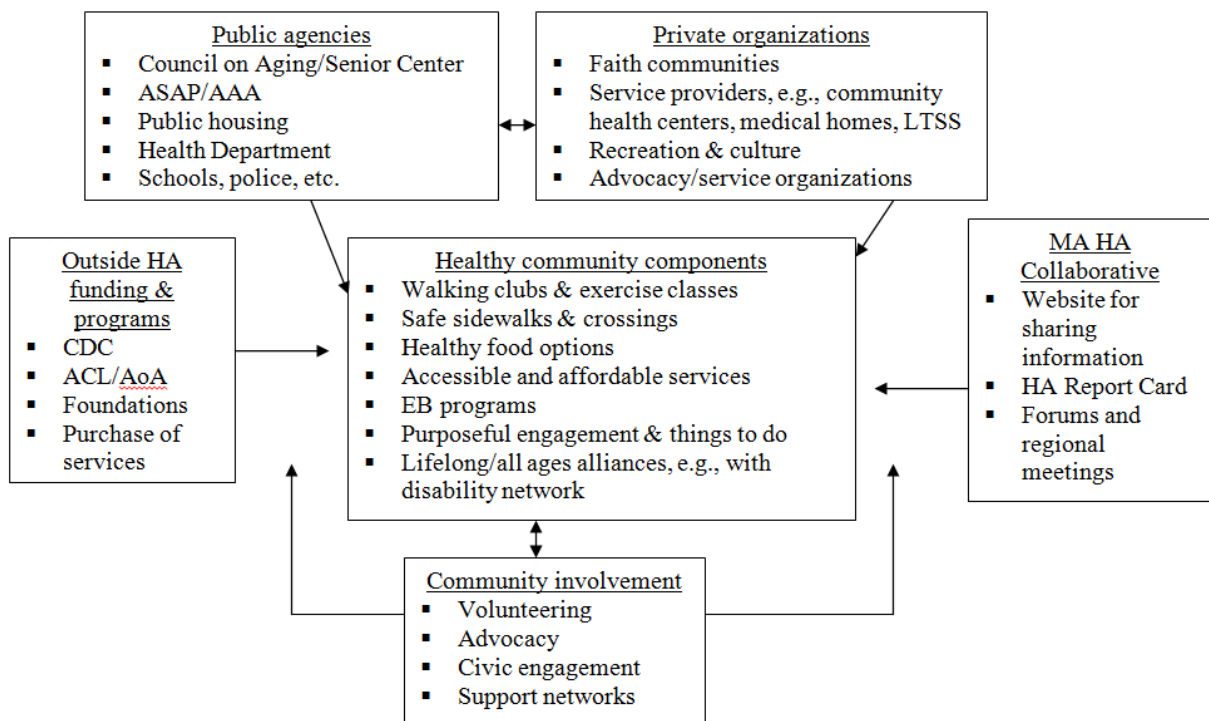 Public agencies
▪ Council on Aging/Senior Center
▪ ASAP/AAA
▪ Public housing
▪ Health Department
▪ Schools, police, etc.
Private organizations
▪ Faith communities
▪ Service providers, e.g., community
health centers, medical homes, LTSS
▪ Recreation & culture
▪ Advocacy/service organizations
Outside HA
funding &
programs
▪ CDC
▪ ACL/AoA
▪ Foundations
▪ Purchase of
services
Healthy community components
▪ Walking clubs & exercise classes
▪ Safe sidewalks & crossings
▪ Healthy food options
▪ Accessible and affordable services
▪ EB programs
▪ Purposeful engagement & things to do
▪ Lifelong/all ages alliances, e.g., with
disability network
MA HA
Collaborative
▪ Website for
sharing
information
▪ HA Report Card
▪ Forums and
regional
meetings
Community involvement
▪ Volunteering
▪ Advocacy
▪ Civic engagement
▪ Support networks